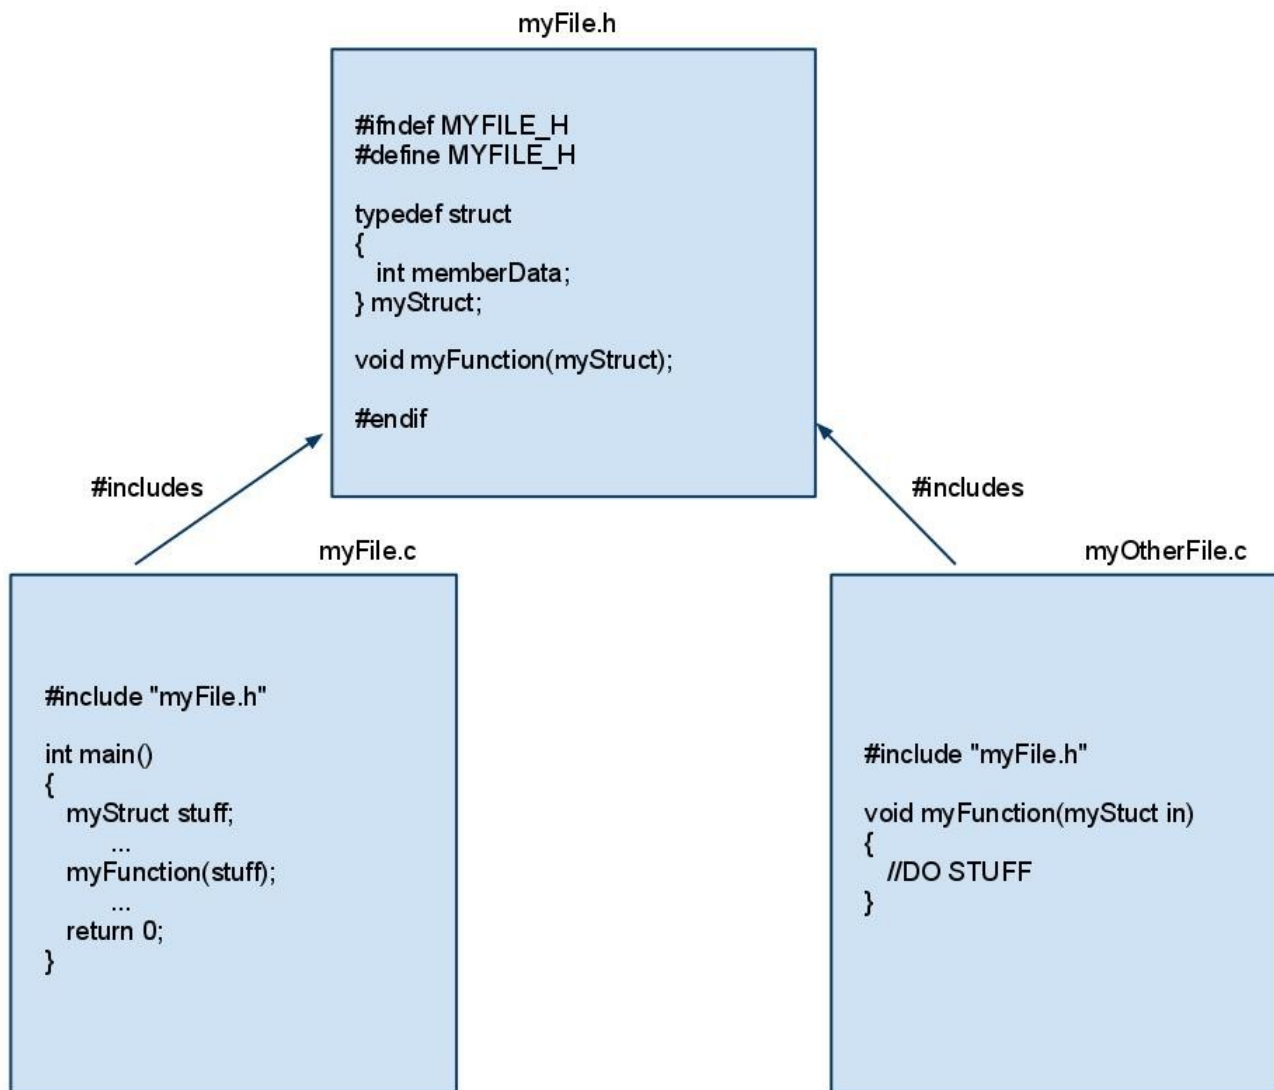 myFile.h
#ifndef MYFILE_H
#define MYFILE_H
typedef struct
{
int memberData;
} myStruct;
void myFunction(myStruct);
#endif
#includes
#includes
myFile.c
#include "myFile.h"
int main()
{
myStruct stuff;
...
myFunction(stuff);
...
return 0;
}
myOtherFile.c
#include "myFile.h"
void myFunction(myStuct in)
{
//DO STUFF
}